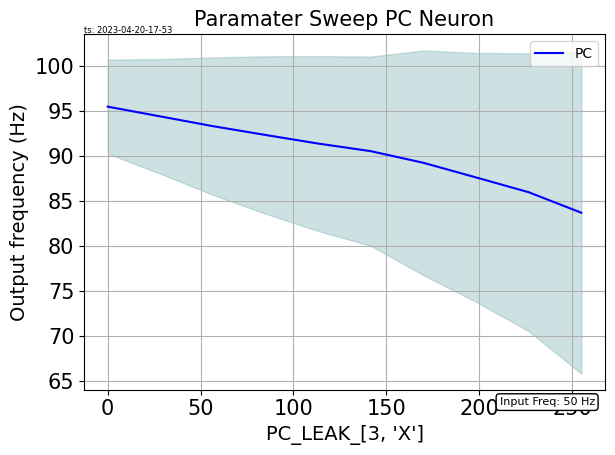 Paramater Sweep PC Neuron
ts: 2023-04-20-17-53
PC
Output frequency (Hz)
100
95
90
85
80
75
70
65
0 50 100 150 200 250
Input Freq: 50 Hz
PC_LEAK_[3, 'X']